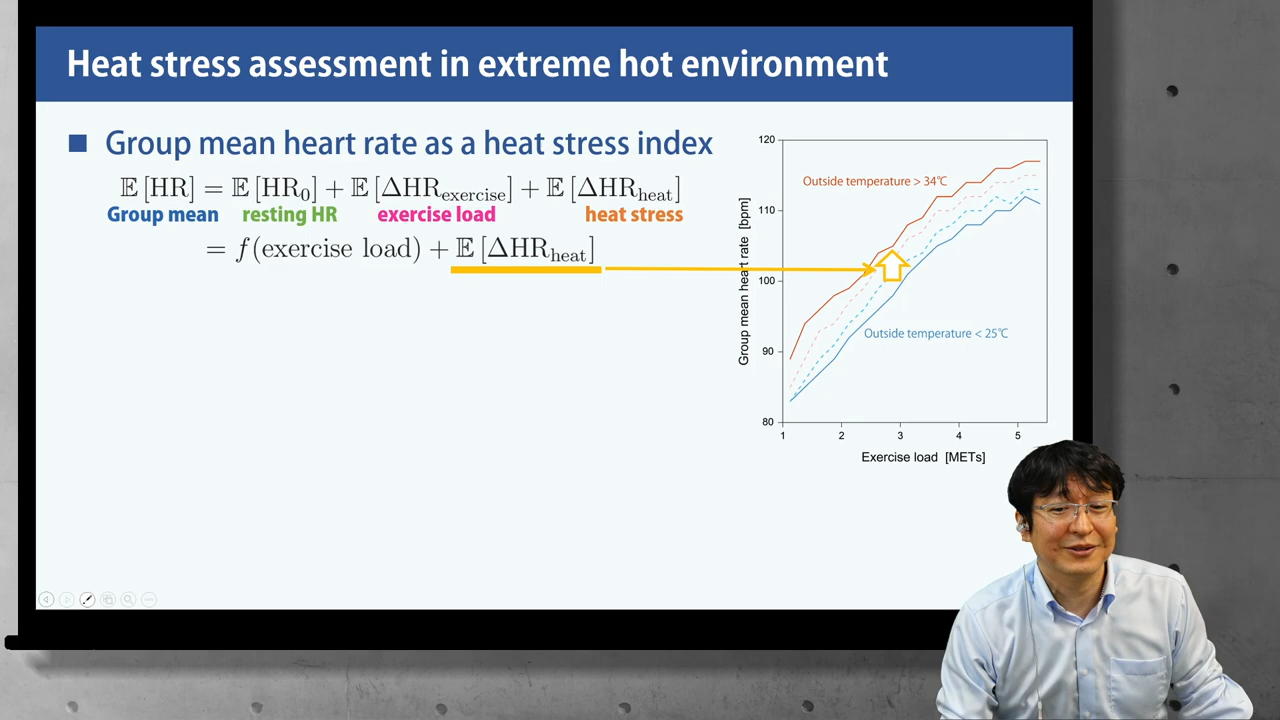 Heat stress assessment in extreme hot environment
Group mean heart rate as a heat stress index
𝔼 [HR] = 𝔼 [HR₀] + 𝔼 [ΔHR_exercise] + 𝔼 [ΔHR_heat]
Group mean resting HR exercise load heat stress
= f(exercise load) + 𝔼 [ΔHR_heat]
120
110
100
90
80
Group mean heart rate [bpm]
Outside temperature > 34℃
Outside temperature < 25℃
1 2 3 4 5
Exercise load [METs]